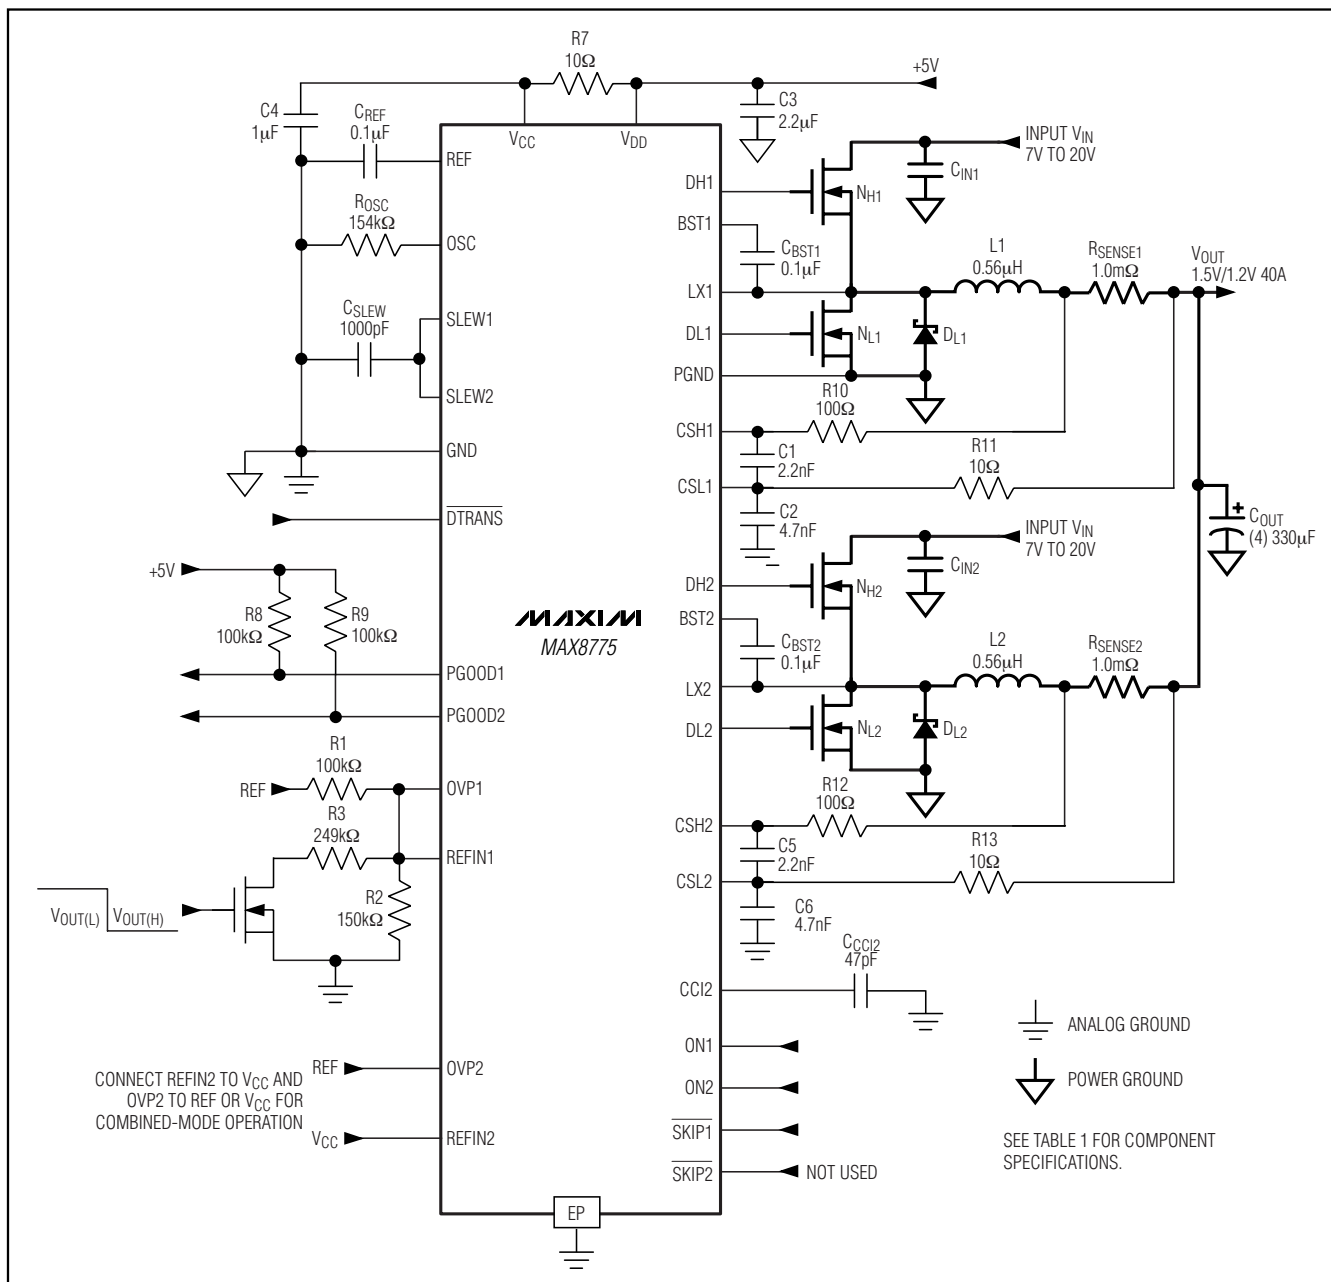 R7
10Ω
+5V
C4
1µF
CREF
0.1µF
C3
2.2µF
VCC
VDD
INPUT VIN
7V TO 20V
REF
DH1
NH1
CIN1
ROSC
154kΩ
OSC
BST1
CBST1
0.1µF
L1
0.56µH
RSENSE1
1.0mΩ
VOUT
1.5V/1.2V 40A
LX1
CSLEW
1000pF
SLEW1
DL1
NL1
DL1
PGND
SLEW2
R10
100Ω
CSH1
GND
C1
2.2nF
R11
10Ω
CSL1
DTRANS
C2
4.7nF
INPUT VIN
7V TO 20V
COUT
(4) 330µF
+5V
DH2
NH2
CIN2
R8
100kΩ
R9
100kΩ
MAXIM
MAX8775
BST2
CBST2
0.1µF
L2
0.56µH
RSENSE2
1.0mΩ
PGOOD1
LX2
PGOOD2
DL2
NL2
DL2
R1
100kΩ
REF
OVP1
R12
100Ω
R3
249kΩ
CSH2
REFIN1
C5
2.2nF
R13
10Ω
CSL2
R2
150kΩ
VOUT(L)
VOUT(H)
C6
4.7nF
CCCI2
47pF
CCI2
ANALOG GROUND
ON1
REF
OVP2
CONNECT REFIN2 TO VCC AND
OVP2 TO REF OR VCC FOR
COMBINED-MODE OPERATION
ON2
POWER GROUND
VCC
REFIN2
SKIP1
SEE TABLE 1 FOR COMPONENT
SPECIFICATIONS.
SKIP2
NOT USED
EP